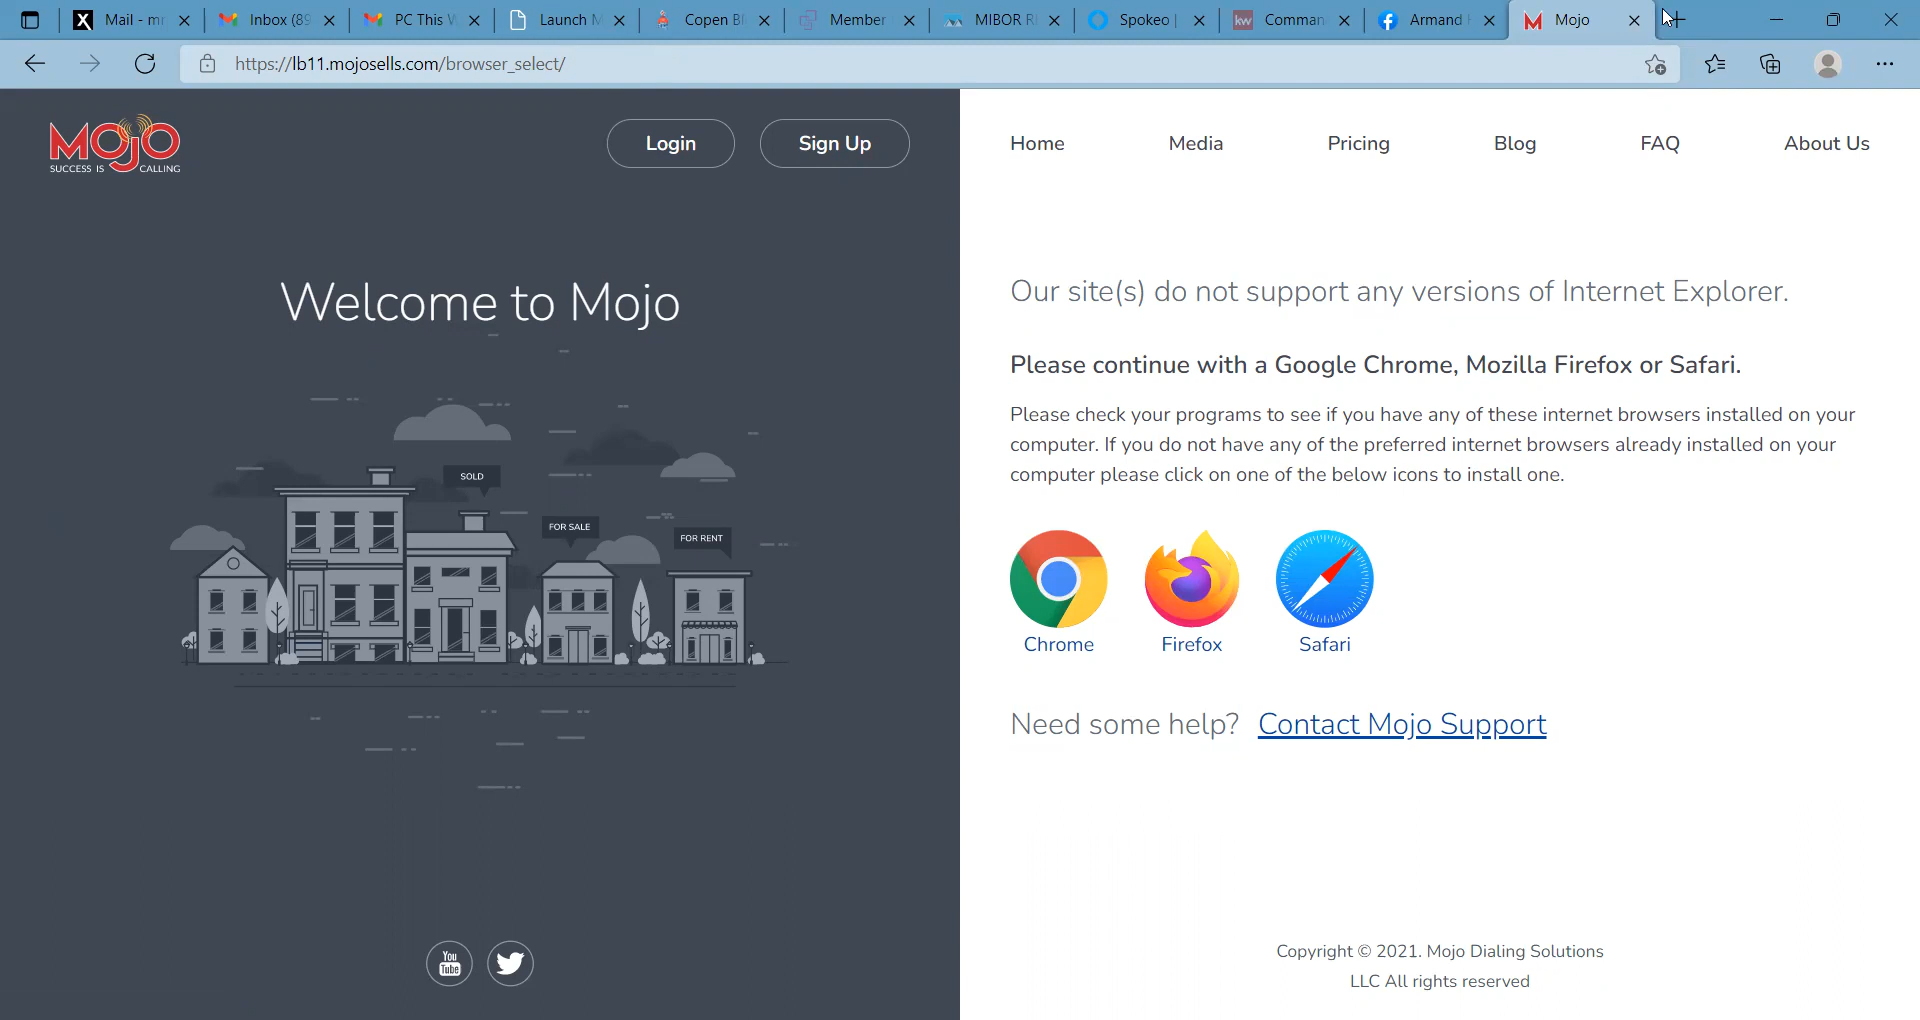 Mail - m
Inbox (89
PC This
Launch
Copen Bl
Member
MIBOR R
Spokeo |
Comman
Armand
Mojo
https://lb11.mojosells.com/browser_select/
MOJO
SUCCESS IS CALLING
Login
Sign Up
Home
Media
Pricing
Blog
FAQ
About Us
Welcome to Mojo
SOLD
FOR SALE
FOR RENT
Our site(s) do not support any versions of Internet Explorer.
Please continue with a Google Chrome, Mozilla Firefox or Safari.
Please check your programs to see if you have any of these internet browsers installed on your
computer. If you do not have any of the preferred internet browsers already installed on your
computer please click on one of the below icons to install one.
Chrome
Firefox
Safari
Need some help? Contact Mojo Support
You
Tube
Copyright © 2021. Mojo Dialing Solutions
LLC All rights reserved